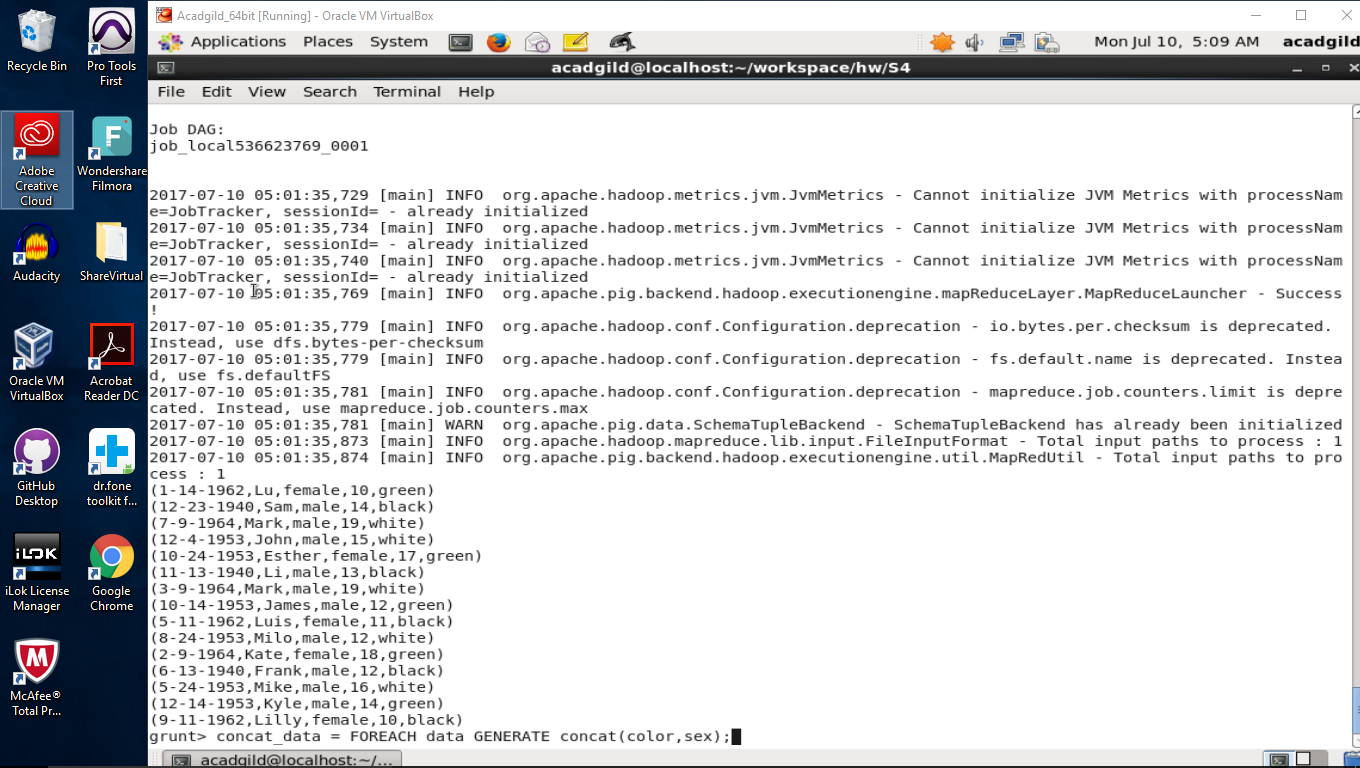 Acadgild_64bit [Running] - Oracle VM VirtualBox
Applications Places System Mon Jul 10, 5:09 AM acadgild
acadgild@localhost:~/workspace/hw/S4
File Edit View Search Terminal Help
Recycle Bin
Pro Tools
First
Adobe
Creative
Cloud
Wondershare
Filmora
Audacity
ShareVirtual
Oracle VM
VirtualBox
Acrobat
Reader DC
GitHub
Desktop
dr.fone
toolkit f...
iLOK
iLok License
Manager
Google
Chrome
McAfee®
Total Pr...
Job DAG:
job_local536623769_0001
2017-07-10 05:01:35,729 [main] INFO  org.apache.hadoop.metrics.jvm.JvmMetrics - Cannot initialize JVM Metrics with processNam
e=JobTracker, sessionId= - already initialized
2017-07-10 05:01:35,734 [main] INFO  org.apache.hadoop.metrics.jvm.JvmMetrics - Cannot initialize JVM Metrics with processNam
e=JobTracker, sessionId= - already initialized
2017-07-10 05:01:35,740 [main] INFO  org.apache.hadoop.metrics.jvm.JvmMetrics - Cannot initialize JVM Metrics with processNam
e=JobTracker, sessionId= - already initialized
2017-07-10 05:01:35,769 [main] INFO  org.apache.pig.backend.hadoop.executionengine.mapReduceLayer.MapReduceLauncher - Success
!
2017-07-10 05:01:35,779 [main] INFO  org.apache.hadoop.conf.Configuration.deprecation - io.bytes.per.checksum is deprecated.
Instead, use dfs.bytes-per-checksum
2017-07-10 05:01:35,779 [main] INFO  org.apache.hadoop.conf.Configuration.deprecation - fs.default.name is deprecated. Instea
d, use fs.defaultFS
2017-07-10 05:01:35,781 [main] INFO  org.apache.hadoop.conf.Configuration.deprecation - mapreduce.job.counters.limit is depre
cated. Instead, use mapreduce.job.counters.max
2017-07-10 05:01:35,781 [main] WARN  org.apache.pig.data.SchemaTupleBackend - SchemaTupleBackend has already been initialized
2017-07-10 05:01:35,873 [main] INFO  org.apache.hadoop.mapreduce.lib.input.FileInputFormat - Total input paths to process : 1
2017-07-10 05:01:35,874 [main] INFO  org.apache.pig.backend.hadoop.executionengine.util.MapRedUtil - Total input paths to pro
cess : 1
(1-14-1962,Lu,female,10,green)
(12-23-1940,Sam,male,14,black)
(7-9-1964,Mark,male,19,white)
(12-4-1953,John,male,15,white)
(10-24-1953,Esther,female,17,green)
(11-13-1940,Li,male,13,black)
(3-9-1964,Mark,male,19,white)
(10-14-1953,James,male,12,green)
(5-11-1962,Luis,female,11,black)
(8-24-1953,Milo,male,12,white)
(2-9-1964,Kate,female,18,green)
(6-13-1940,Frank,male,12,black)
(5-24-1953,Mike,male,16,white)
(12-14-1953,Kyle,male,14,green)
(9-11-1962,Lilly,female,10,black)
grunt> concat_data = FOREACH data GENERATE concat(color,sex);
acadgild@localhost:~/...